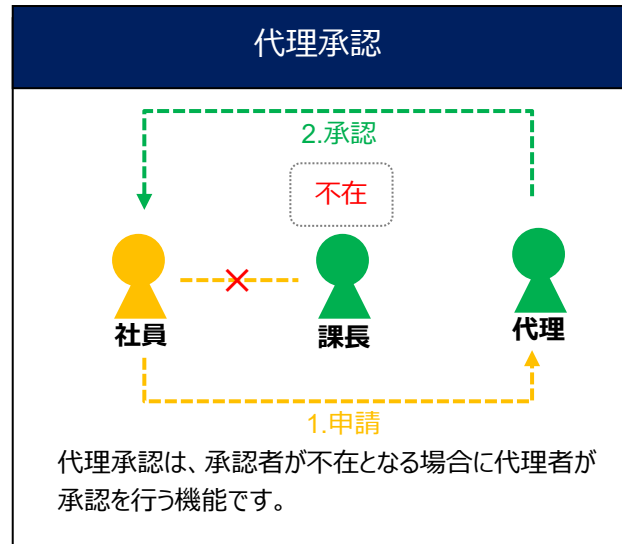 代理承認
2.承認
不在
社員
課長
代理
1.申請
代理承認は、承認者が不在となる場合に代理者が
承認を行う機能です。